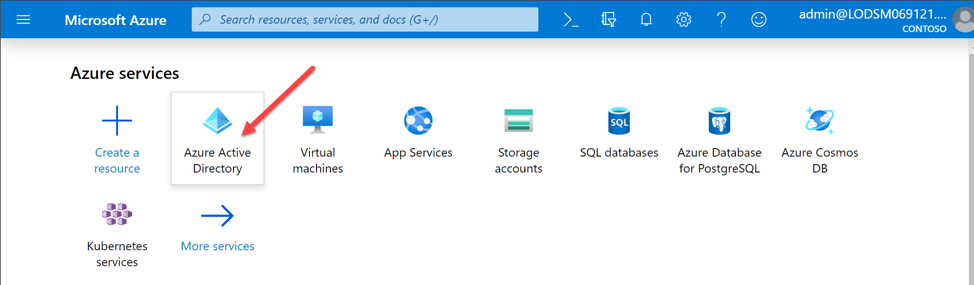 Microsoft Azure
Search resources, services, and docs (G+/)
admin@LODSM069121....
CONTOSO
Azure services
Create a
resource
Azure Active
Directory
Virtual
machines
App Services
Storage
accounts
SQL
SQL databases
Azure Database
for PostgreSQL
Azure Cosmos
DB
Kubernetes
services
More services